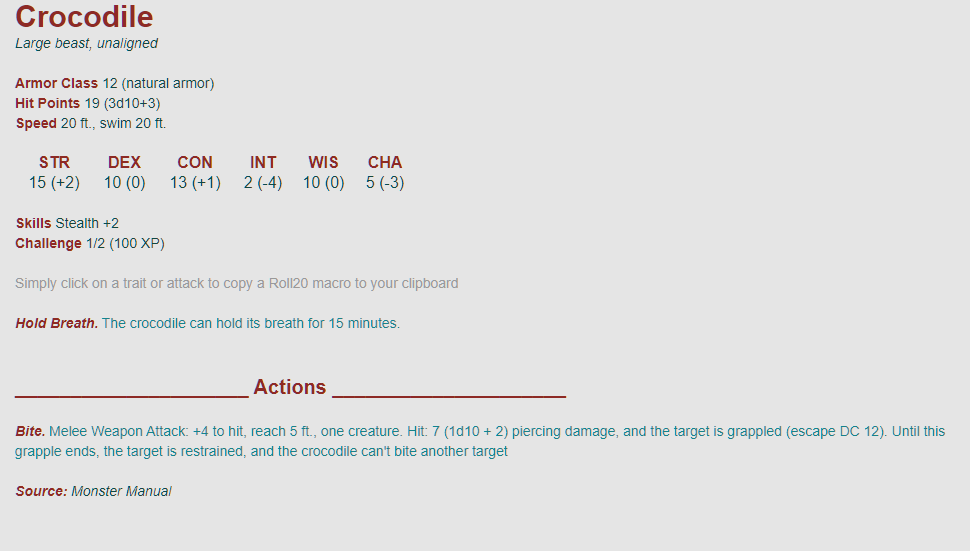 Crocodile
Large beast, unaligned
Armor Class 12 (natural armor)
Hit Points 19 (3d10+3)
Speed 20 ft., swim 20 ft.
STR DEX CON INT WIS CHA
15 (+2) 10 (0) 13 (+1) 2 (-4) 10 (0) 5 (-3)
Skills Stealth +2
Challenge 1/2 (100 XP)
Simply click on a trait or attack to copy a Roll20 macro to your clipboard
Hold Breath. The crocodile can hold its breath for 15 minutes.
Actions
Bite. Melee Weapon Attack: +4 to hit, reach 5 ft., one creature. Hit: 7 (1d10 + 2) piercing damage, and the target is grappled (escape DC 12). Until this
grapple ends, the target is restrained, and the crocodile can't bite another target
Source: Monster Manual